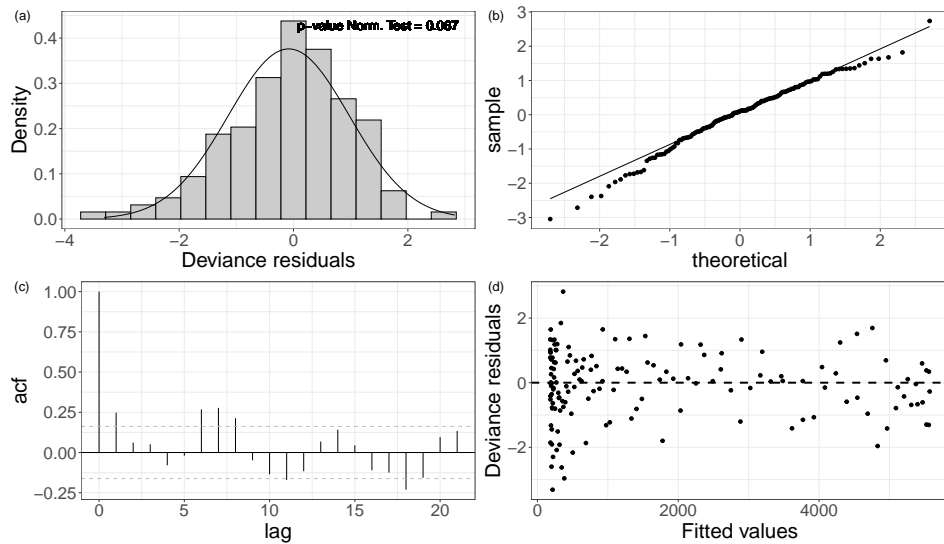 (a)
p−value Norm. Test = 0.067
Density
0.4
0.3
0.2
0.1
0.0
−4
−2
0
2
Deviance residuals
(b)
sample
3
2
1
0
−1
−2
−3
−2
−1
0
1
2
theoretical
(c)
acf
1.00
0.75
0.50
0.25
0.00
−0.25
0
5
10
15
20
lag
(d)
Deviance residuals
2
0
−2
0
2000
4000
Fitted values